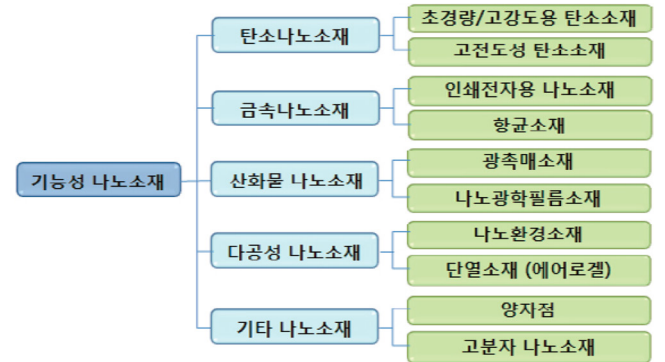 기능성 나노소재
탄소나노소재
초경량/고강도용 탄소소재
고전도성 탄소소재
금속나노소재
인쇄전자용 나노소재
항균소재
산화물 나노소재
광촉매소재
나노광학필름소재
다공성 나노소재
나노환경소재
단열소재 (에어로겔)
기타 나노소재
양자점
고분자 나노소재